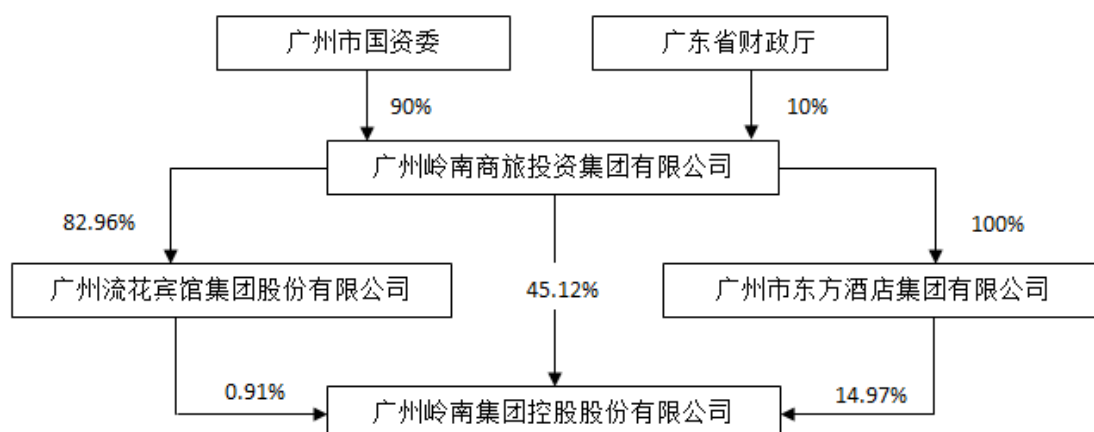 广州市国资委
广东省财政厅
90%
10%
广州岭南商旅投资集团有限公司
82.96%
100%
广州流花宾馆集团股份有限公司
45.12%
广州市东方酒店集团有限公司
0.91%
14.97%
广州岭南集团控股股份有限公司